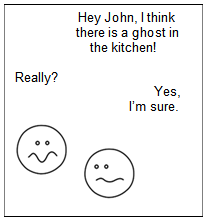 Hey John, I think
there is a ghost in
the kitchen!
Really?
Yes,
I'm sure.